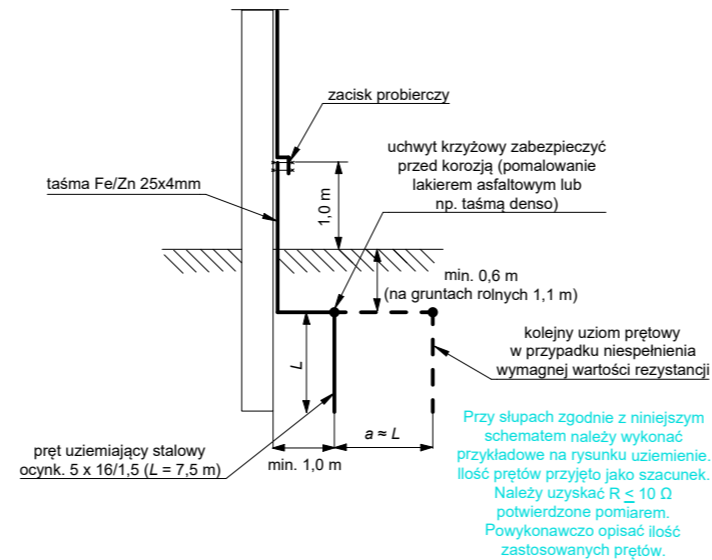 zacisk probierczy
uchwyt krzyżowy zabezpieczyć
przed korozją (pomalowanie
lakierem asfaltowym lub
np. taśmą denso)
taśma Fe/Zn 25x4mm
1,0 m
min. 0,6 m
(na gruntach rolnych 1,1 m)
kolejny uziom prętowy
w przypadku niespełnienia
wymagnej wartości rezystancji
L
a ≈ L
min. 1,0 m
pręt uziemiający stalowy
ocynk. 5 x 16/1,5 (L = 7,5 m)
Przy słupach zgodnie z niniejszym
schematem należy wykonać
przykładowe na rysunku uziemienie.
Ilość prętów przyjęto jako szacunek.
Należy uzyskać R ≤ 10 Ω
potwierdzone pomiarem.
Powykonawczo opisać ilość
zastosowanych prętów.